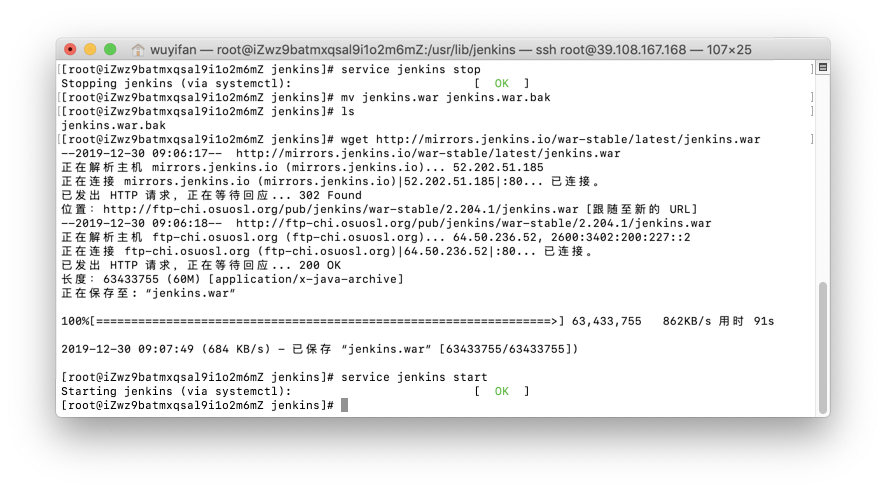 wuyifan — root@iZwz9batmxqsal9i1o2m6mZ:/usr/lib/jenkins — ssh root@39.108.167.168 — 107×25
[[root@iZwz9batmxqsal9i1o2m6mZ jenkins]# service jenkins stop ]
Stopping jenkins (via systemctl): [ OK ]
[[root@iZwz9batmxqsal9i1o2m6mZ jenkins]# mv jenkins.war jenkins.war.bak ]
[[root@iZwz9batmxqsal9i1o2m6mZ jenkins]# ls ]
jenkins.war.bak
[[root@iZwz9batmxqsal9i1o2m6mZ jenkins]# wget http://mirrors.jenkins.io/war-stable/latest/jenkins.war ]
--2019-12-30 09:06:17-- http://mirrors.jenkins.io/war-stable/latest/jenkins.war
正在解析主机 mirrors.jenkins.io (mirrors.jenkins.io)... 52.202.51.185
正在连接 mirrors.jenkins.io (mirrors.jenkins.io)|52.202.51.185|:80... 已连接。
已发出 HTTP 请求，正在等待回应... 302 Found
位置：http://ftp-chi.osuosl.org/pub/jenkins/war-stable/2.204.1/jenkins.war [跟随至新的 URL]
--2019-12-30 09:06:18-- http://ftp-chi.osuosl.org/pub/jenkins/war-stable/2.204.1/jenkins.war
正在解析主机 ftp-chi.osuosl.org (ftp-chi.osuosl.org)... 64.50.236.52, 2600:3402:200:227::2
正在连接 ftp-chi.osuosl.org (ftp-chi.osuosl.org)|64.50.236.52|:80... 已连接。
已发出 HTTP 请求，正在等待回应... 200 OK
长度：63433755 (60M) [application/x-java-archive]
正在保存至: “jenkins.war”
100%[=================================================================>] 63,433,755 862KB/s 用时 91s
2019-12-30 09:07:49 (684 KB/s) - 已保存 “jenkins.war” [63433755/63433755])
[root@iZwz9batmxqsal9i1o2m6mZ jenkins]# service jenkins start
Starting jenkins (via systemctl): [ OK ]
[root@iZwz9batmxqsal9i1o2m6mZ jenkins]#